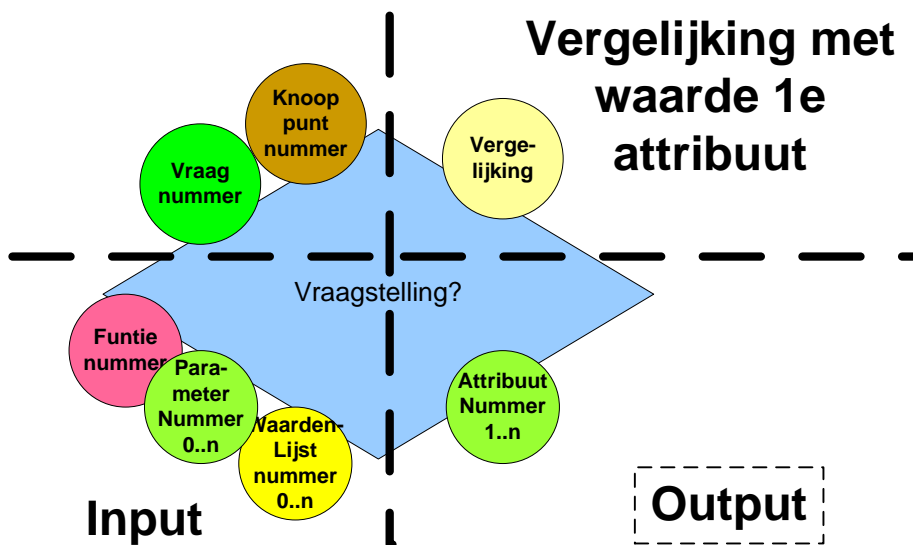 Vergelijking met
waarde 1e
attribuut
Knoop
punt
nummer
Verge-
lijking
Vraag
nummer
Vraagstelling?
Funtie
nummer
Para-
meter
Nummer
0..n
Waarden-
Lijst
nummer
0..n
Attribuut
Nummer
1..n
Input
Output